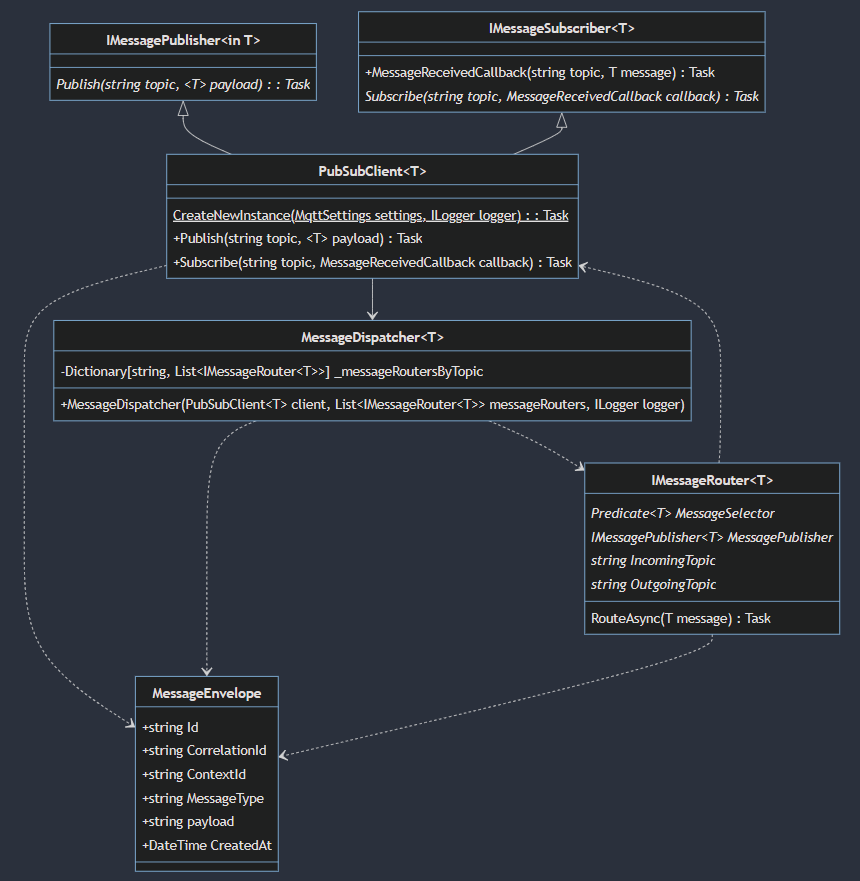 IMessagePublisher<in T>
Publish(string topic, <T> payload) : : Task
IMessageSubscriber<T>
+MessageReceivedCallback(string topic, T message) : Task
Subscribe(string topic, MessageReceivedCallback callback) : Task
PubSubClient<T>
CreateNewInstance(MqttSettings settings, ILogger logger) : : Task
+Publish(string topic, <T> payload) : Task
+Subscribe(string topic, MessageReceivedCallback callback) : Task
MessageDispatcher<T>
-Dictionary[string, List<IMessageRouter<T>>] _messageRoutersByTopic
+MessageDispatcher(PubSubClient<T> client, List<IMessageRouter<T>> messageRouters, ILogger logger)
IMessageRouter<T>
Predicate<T> MessageSelector
IMessagePublisher<T> MessagePublisher
string IncomingTopic
string OutgoingTopic
RouteAsync(T message) : Task
MessageEnvelope
+string Id
+string CorrelationId
+string ContextId
+string MessageType
+string payload
+DateTime CreatedAt